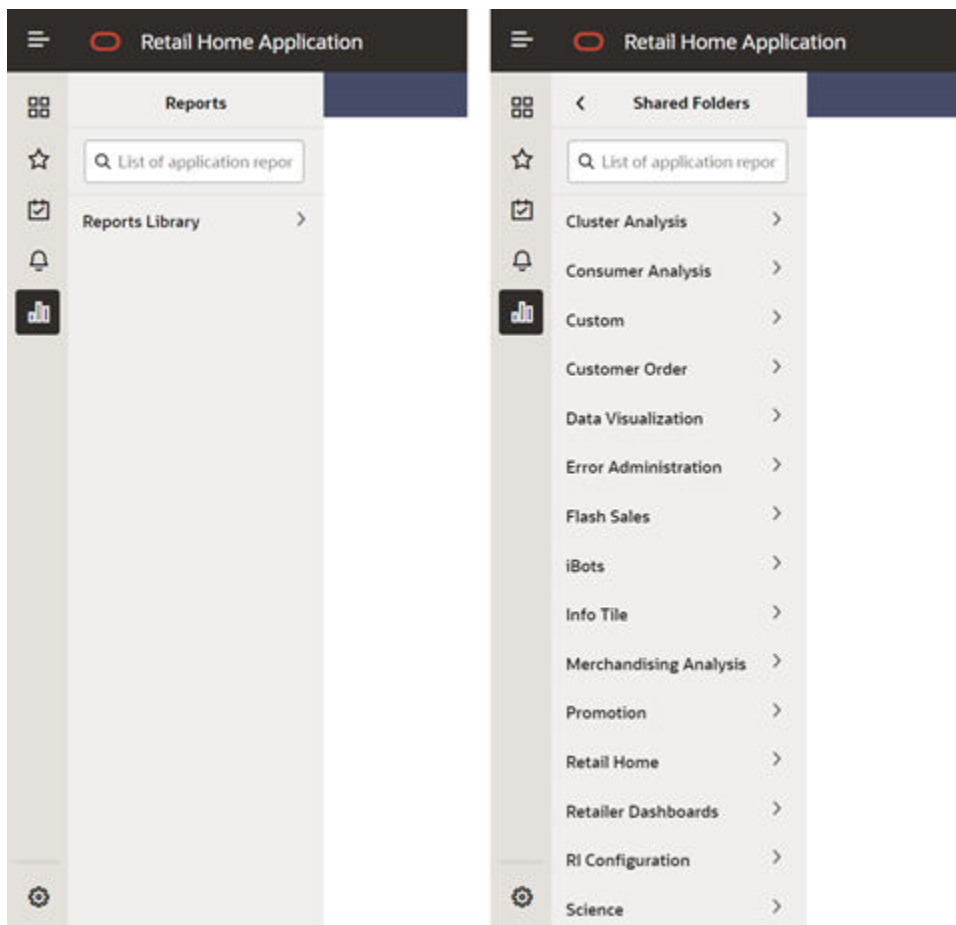 Retail Home Application
Reports
List of application repor
Reports Library
Retail Home Application
Shared Folders
List of application repor
Cluster Analysis
Consumer Analysis
Custom
Customer Order
Data Visualization
Error Administration
Flash Sales
iBots
Info Tile
Merchandising Analysis
Promotion
Retail Home
Retailer Dashboards
RI Configuration
Science